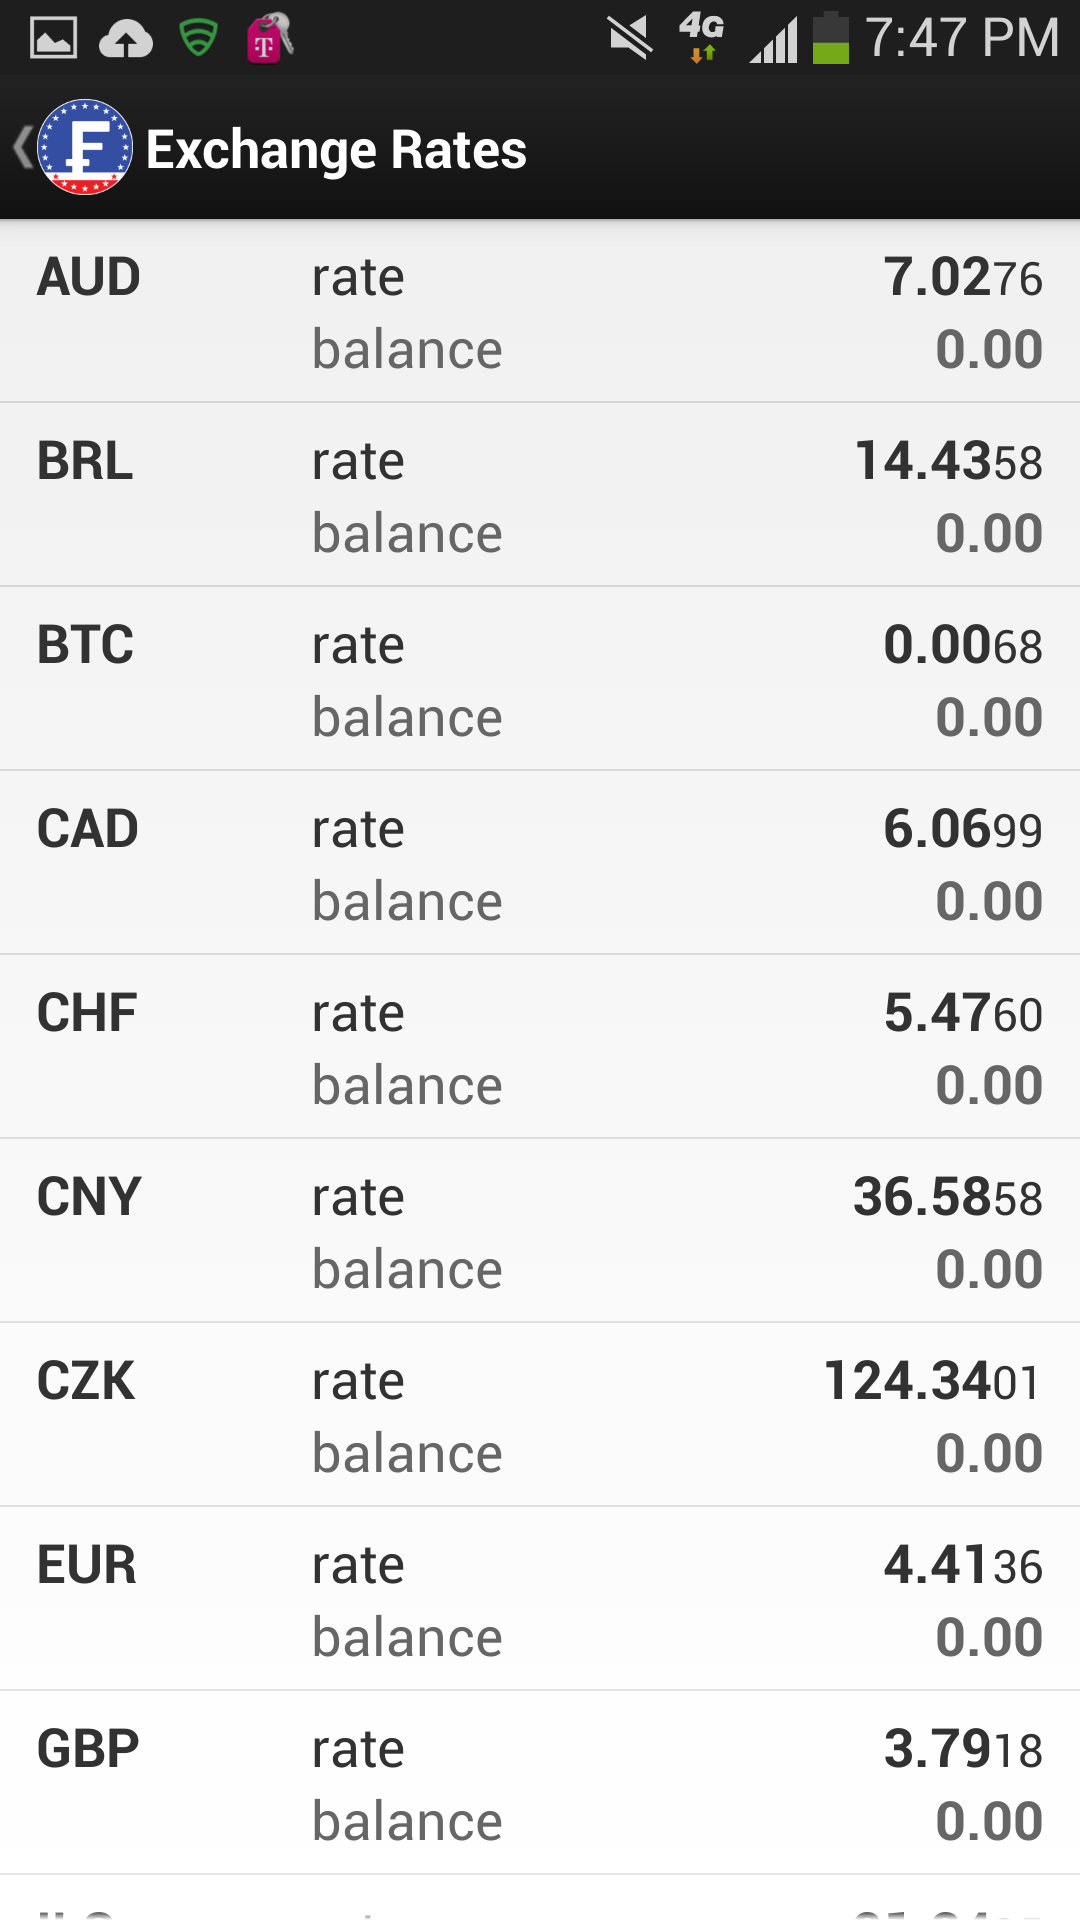 4G 7:47 PM
Exchange Rates
AUD rate 7.0276
balance 0.00
BRL rate 14.4358
balance 0.00
BTC rate 0.0068
balance 0.00
CAD rate 6.0699
balance 0.00
CHF rate 5.4760
balance 0.00
CNY rate 36.5858
balance 0.00
CZK rate 124.3401
balance 0.00
EUR rate 4.4136
balance 0.00
GBP rate 3.7918
balance 0.00